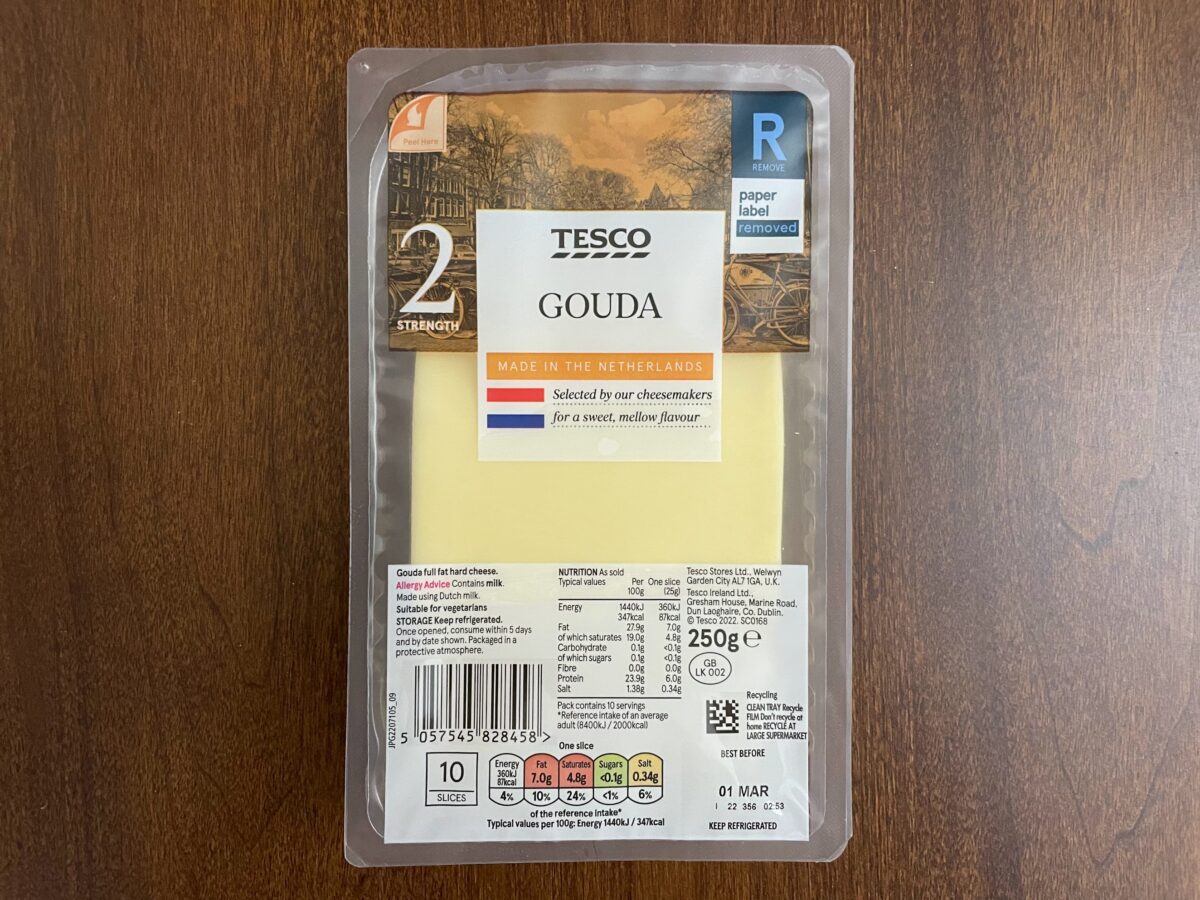 Peel Here
R
REMOVE
paper
label
removed
2
STRENGTH
TESCO
GOUDA
MADE IN THE NETHERLANDS
Selected by our cheesemakers
for a sweet, mellow flavour
Gouda full fat hard cheese.
Allergy Advice Contains milk.
Made using Dutch milk.
Suitable for vegetarians
STORAGE Keep refrigerated.
Once opened, consume within 5 days
and by date shown. Packaged in a
protective atmosphere.
JPG2207105_09
5 057545 828458 >
10
SLICES
NUTRITION As sold
Typical values Per One slice
100g (25g)
Energy 1440kJ 360kJ
347kcal 87kcal
Fat 27.9g 7.0g
of which saturates 19.0g 4.8g
Carbohydrate 0.1g <0.1g
of which sugars 0.1g <0.1g
Fibre 0.0g 0.0g
Protein 23.9g 6.0g
Salt 1.38g 0.34g
Pack contains 10 servings
*Reference intake of an average
adult (8400kJ / 2000kcal)
One slice
Energy Fat Saturates Sugars Salt
360kJ
87kcal 7.0g 4.8g <0.1g 0.34g
4% 10% 24% <1% 6%
of the reference intake*
Typical values per 100g: Energy 1440kJ / 347kcal
Tesco Stores Ltd., Welwyn
Garden City AL7 1GA, U.K.
Tesco Ireland Ltd.,
Gresham House, Marine Road,
Dun Laoghaire, Co. Dublin.
© Tesco 2022. SC0168
250g e
GB
LK 002
Recycling
CLEAN TRAY Recycle
FILM Don't recycle at
home RECYCLE AT
LARGE SUPERMARKET
BEST BEFORE
01 MAR
I 22 356 02:53
KEEP REFRIGERATED